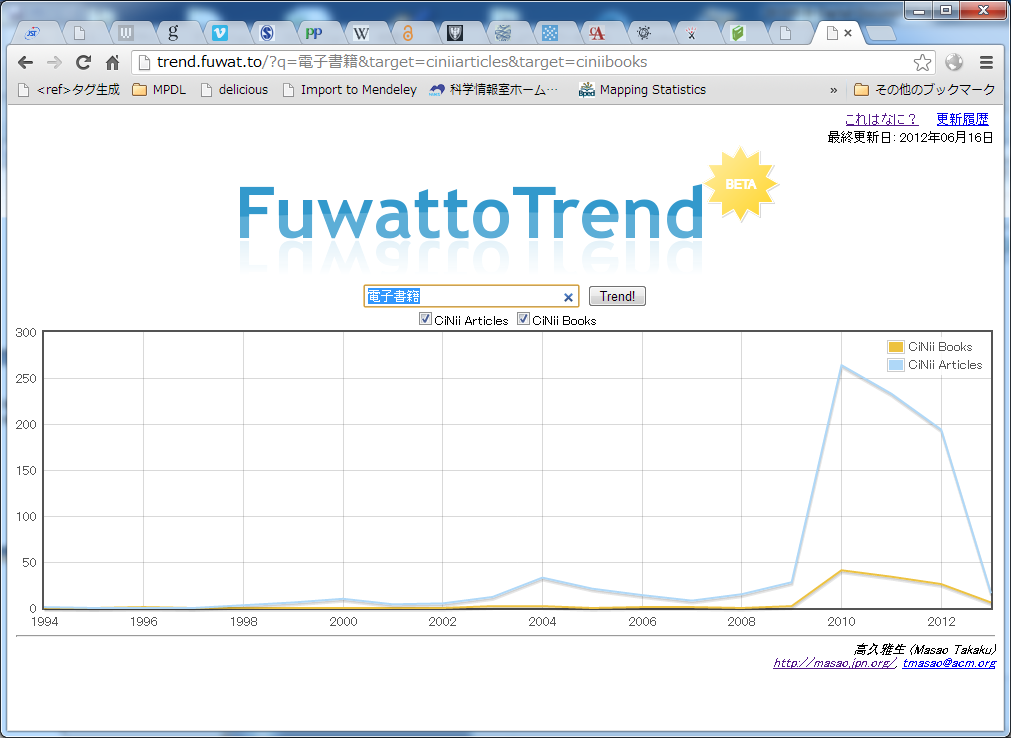 JST
g
V
S
PP
W
trend.fuwat.to/?q=電子書籍&target=ciniiarticles&target=ciniibooks
<ref>タグ生成 MPDL delicious Import to Mendeley 科学情報室ホーム… Mapping Statistics » その他のブックマーク
これはなに？ 更新履歴
最終更新日: 2012年06月16日
FuwattoTrend BETA
電子書籍 × Trend!
CiNii Articles CiNii Books
300
250
200
150
100
50
0
CiNii Books
CiNii Articles
1994 1996 1998 2000 2002 2004 2006 2008 2010 2012
高久雅生 (Masao Takaku)
http://masao.jpn.org/, tmasao@acm.org